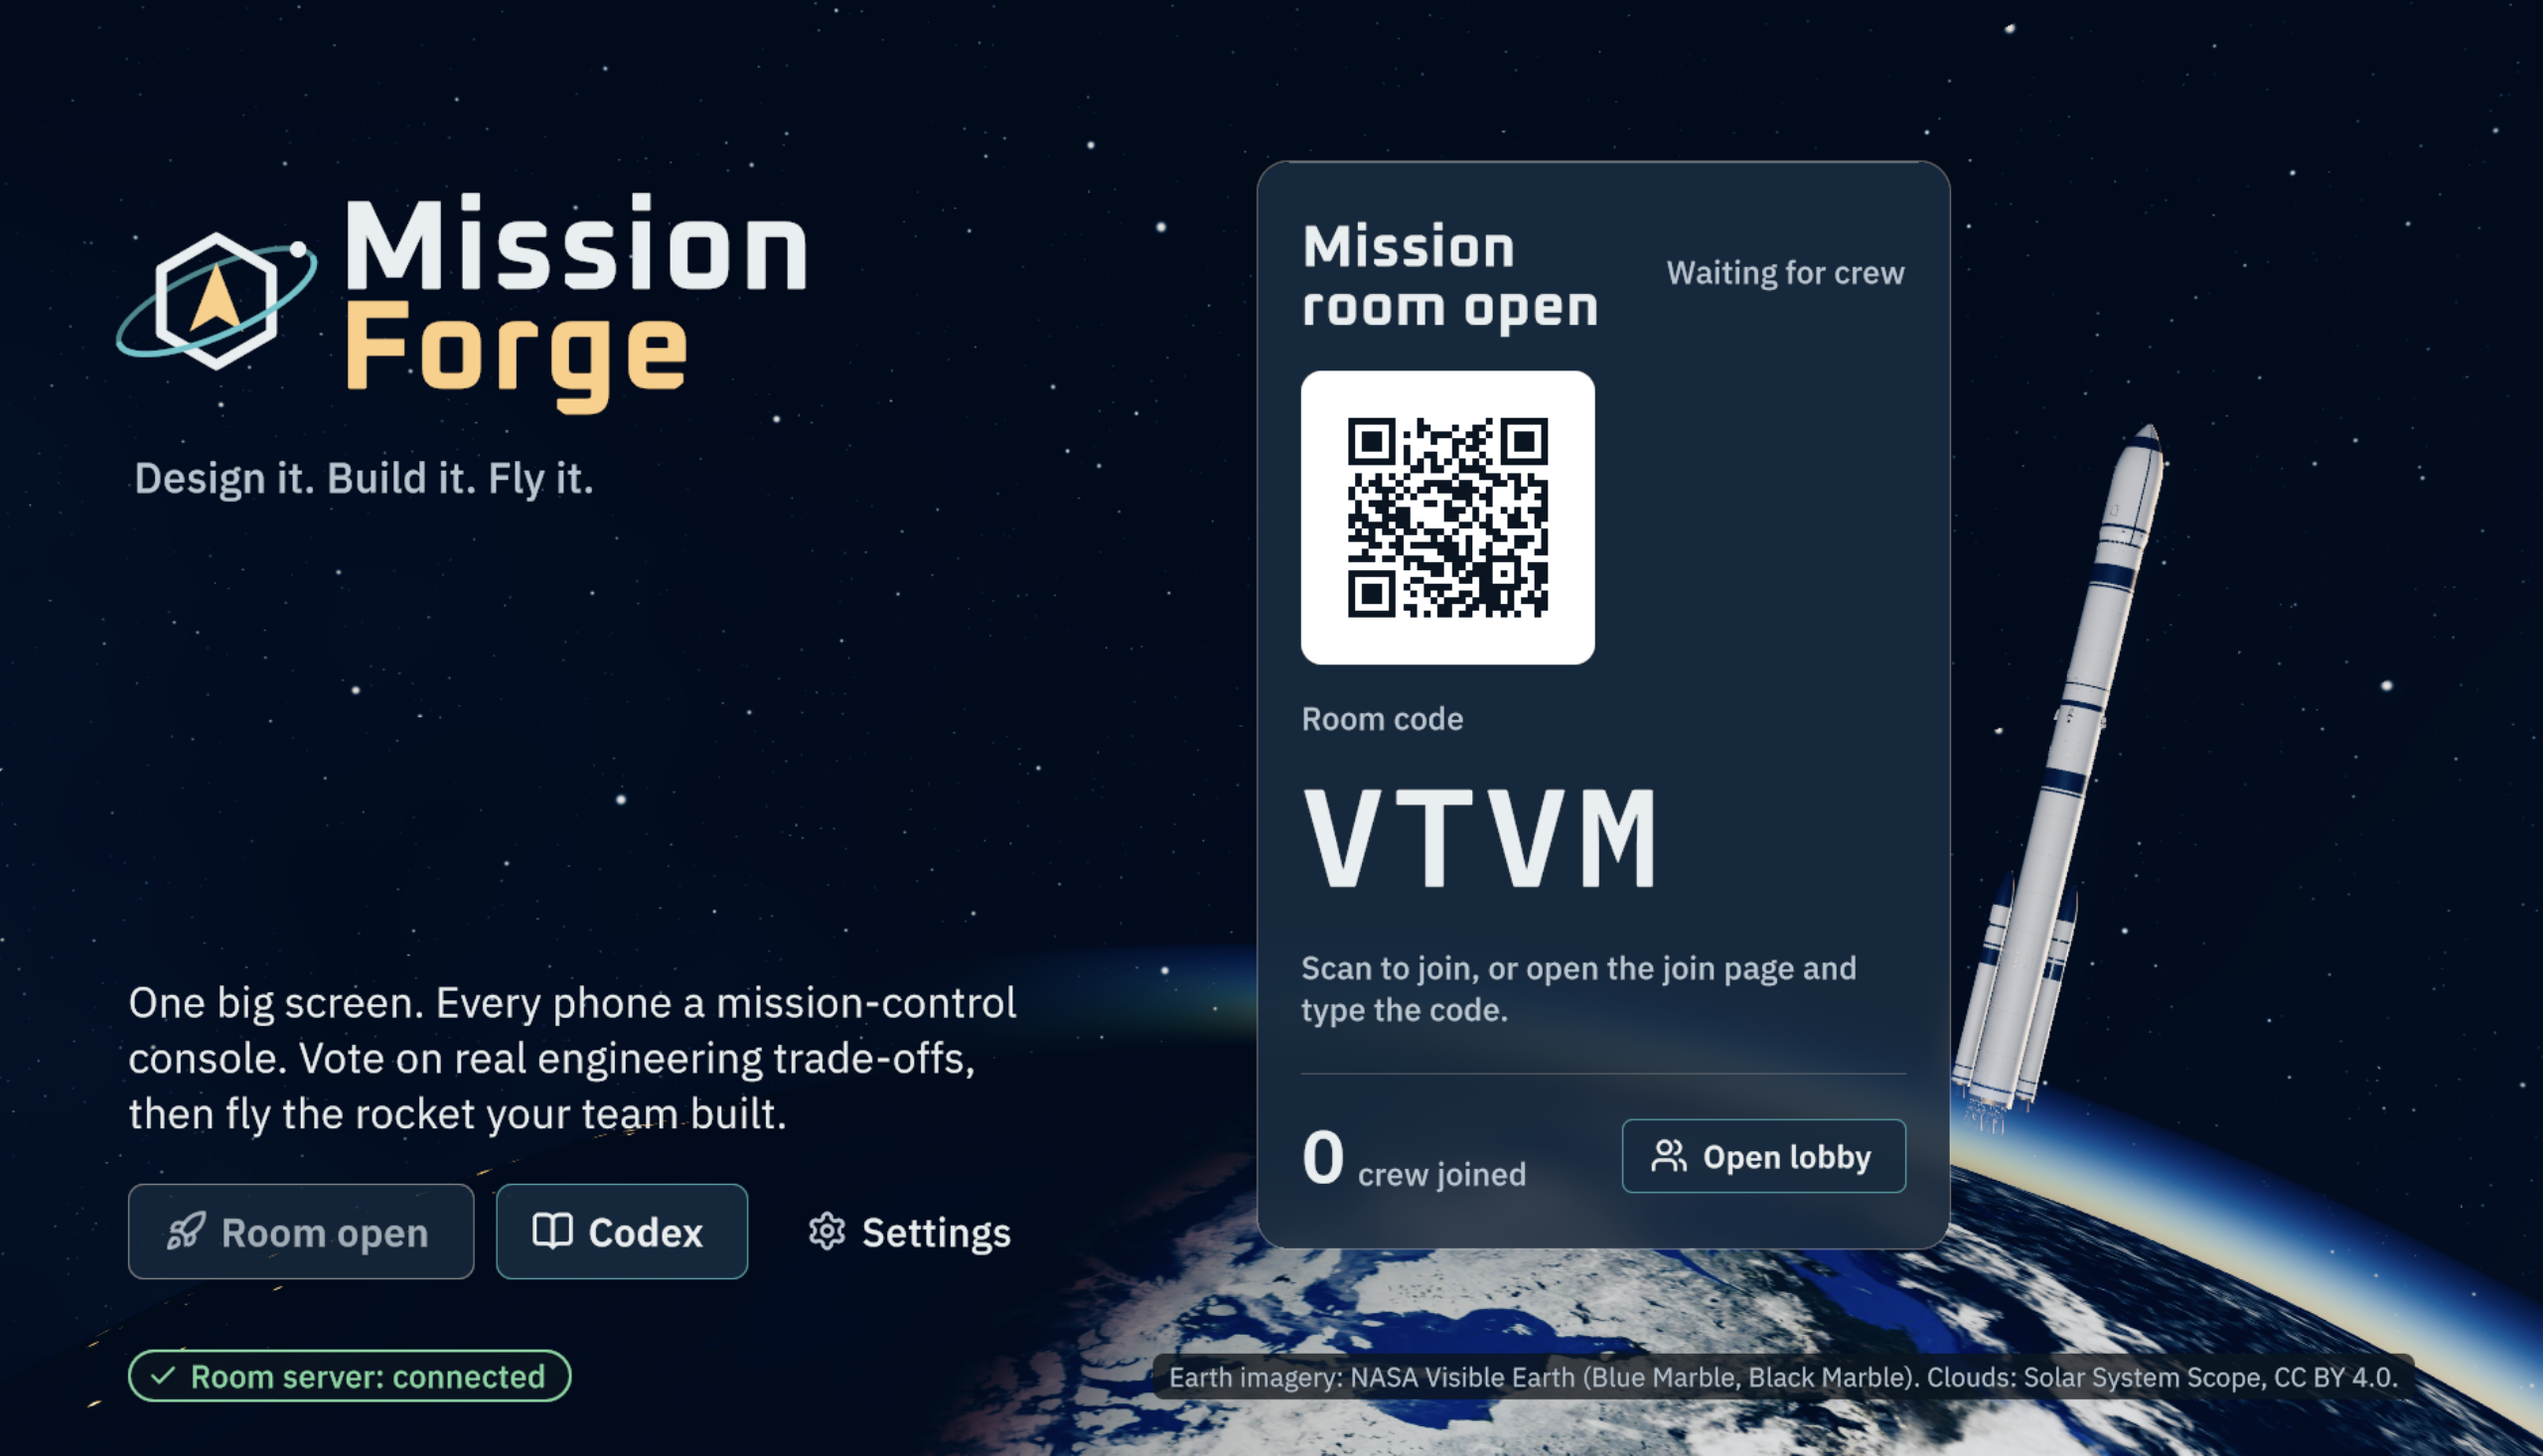 Mission
Forge
Design it. Build it. Fly it.
One big screen. Every phone a mission-control
console. Vote on real engineering trade-offs,
then fly the rocket your team built.
Room open
Codex
Settings
Room server: connected
Mission
room open
Waiting for crew
Room code
VTVM
Scan to join, or open the join page and
type the code.
0 crew joined
Open lobby
Earth imagery: NASA Visible Earth (Blue Marble, Black Marble). Clouds: Solar System Scope, CC BY 4.0.